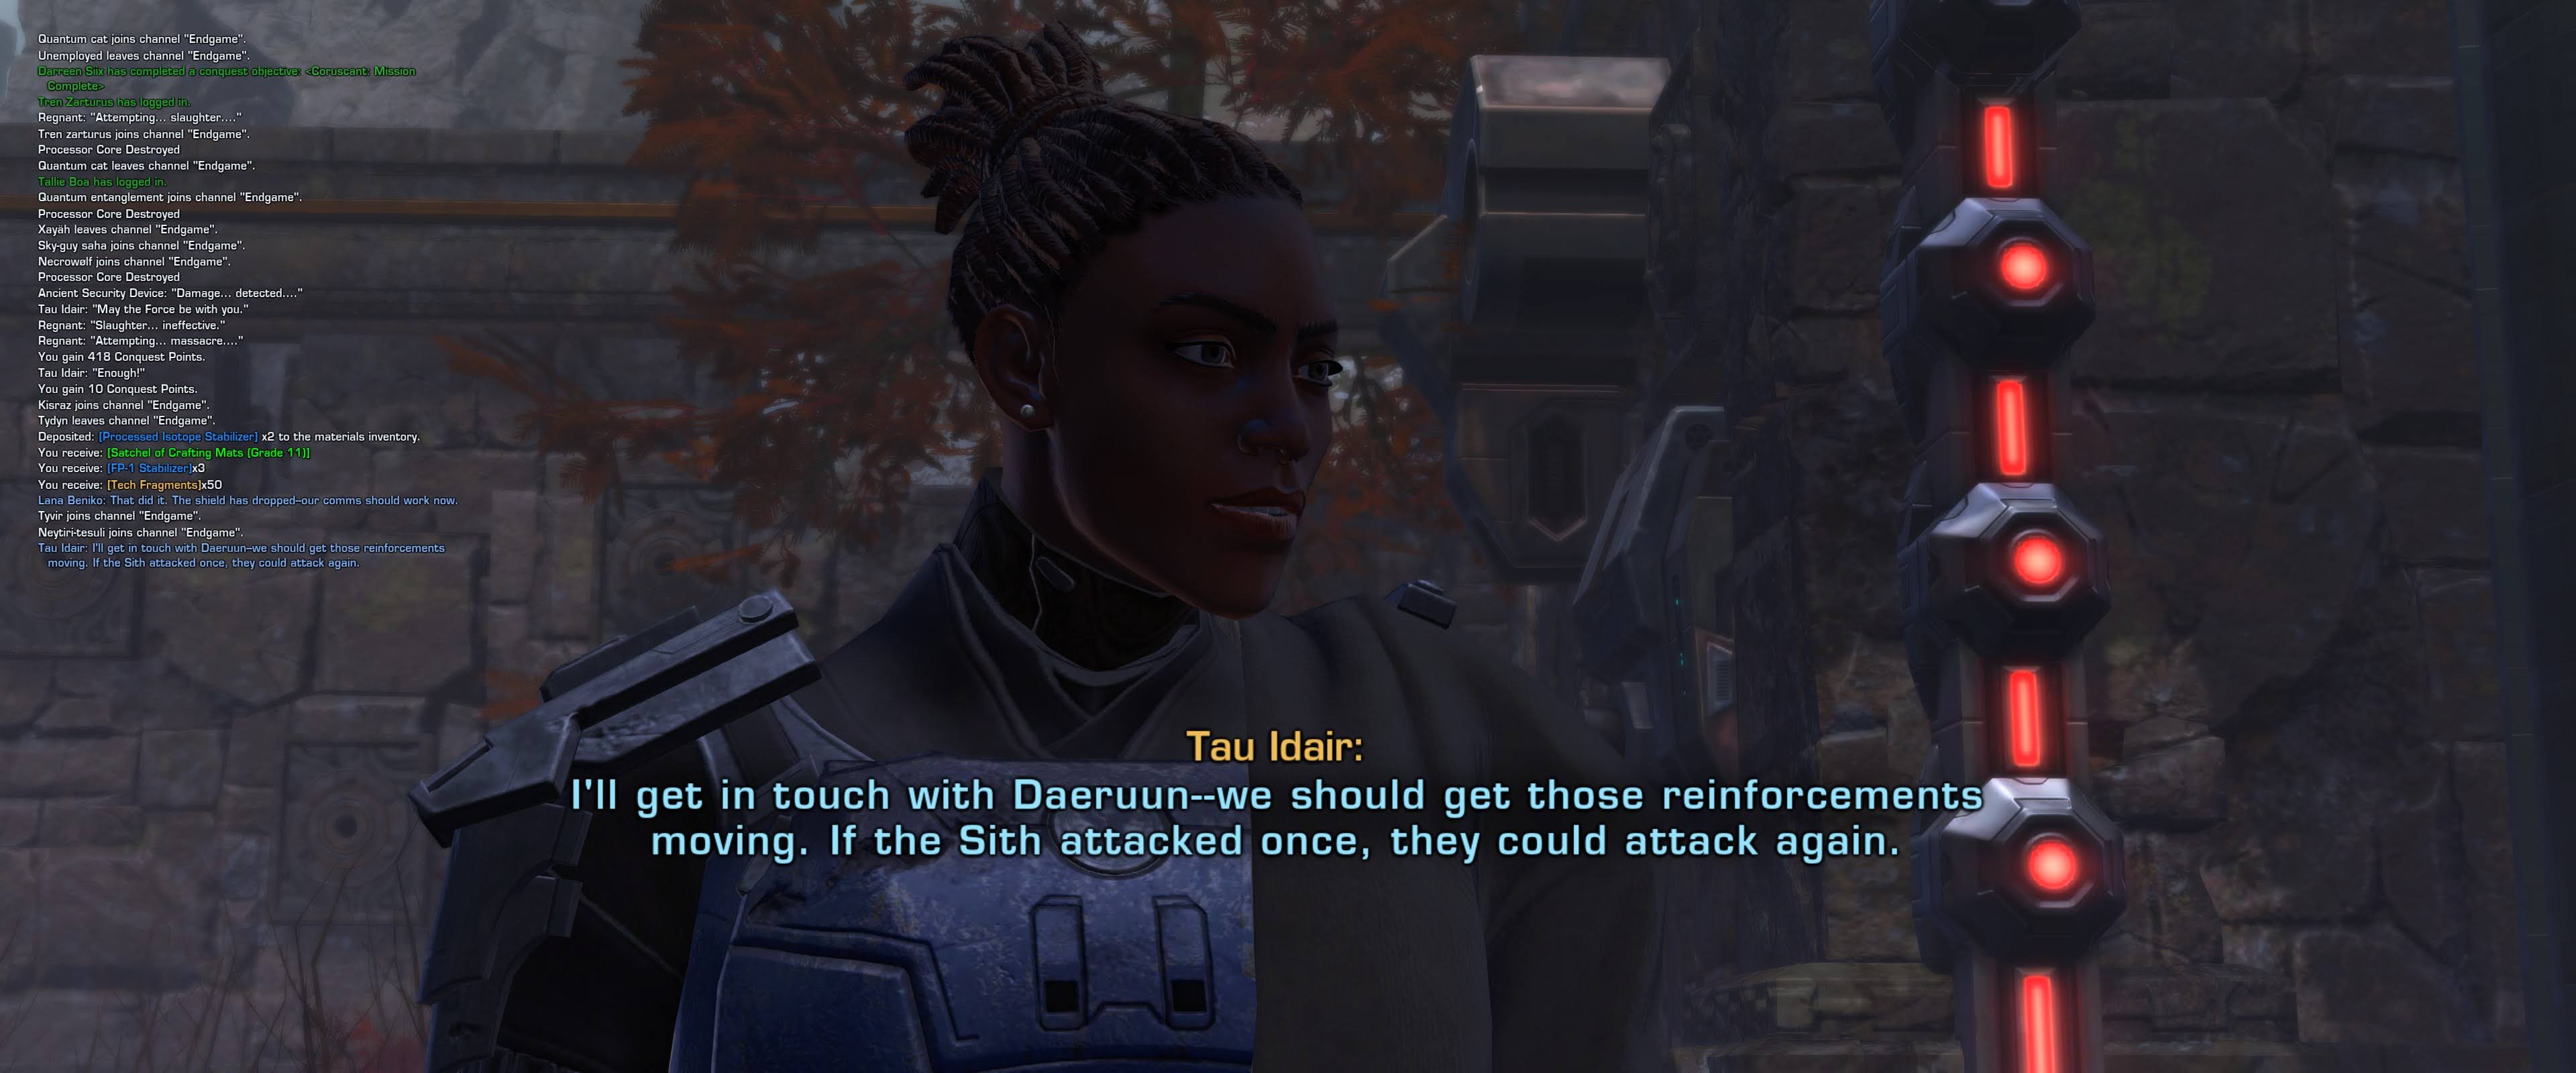 Quantum cat joins channel "Endgame".
Unemployed leaves channel "Endgame".
Darreen Siix has completed a conquest objective: <Coruscant: Mission
Complete>
Tren Zarturus has logged in.
Regnant: "Attempting... slaughter...."
Tren zarturus joins channel "Endgame".
Processor Core Destroyed
Quantum cat leaves channel "Endgame".
Tallie Boa has logged in.
Quantum entanglement joins channel "Endgame".
Processor Core Destroyed
Xayäh leaves channel "Endgame".
Sky-guy saha joins channel "Endgame".
Necrowølf joins channel "Endgame".
Processor Core Destroyed
Ancient Security Device: "Damage... detected...."
Tau Idair: "May the Force be with you."
Regnant: "Slaughter... ineffective."
Regnant: "Attempting... massacre...."
You gain 418 Conquest Points.
Tau Idair: "Enough!"
You gain 10 Conquest Points.
Kisraz joins channel "Endgame".
Tydyn leaves channel "Endgame".
Deposited: [Processed Isotope Stabilizer] x2 to the materials inventory.
You receive: [Satchel of Crafting Mats (Grade 11)]
You receive: [FP-1 Stabilizer]x3
You receive: [Tech Fragments]x50
Lana Beniko: That did it. The shield has dropped--our comms should work now.
Tyvir joins channel "Endgame".
Neytiri-tesuli joins channel "Endgame".
Tau Idair: I'll get in touch with Daeruun--we should get those reinforcements
moving. If the Sith attacked once, they could attack again.
Tau Idair:
I'll get in touch with Daeruun--we should get those reinforcements
moving. If the Sith attacked once, they could attack again.